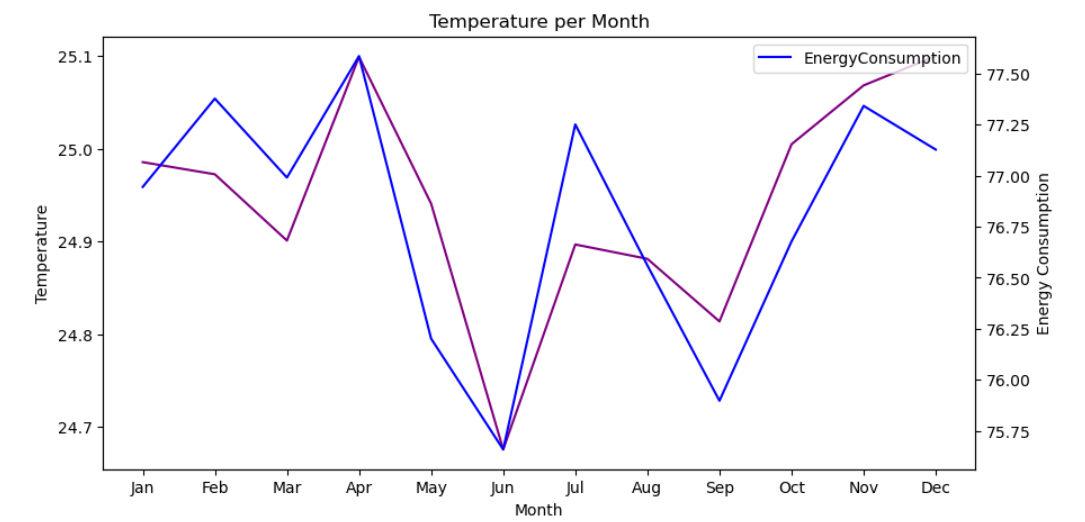 Temperature per Month
EnergyConsumption
25.1
25.0
24.9
24.8
24.7
Temperature
77.50
77.25
77.00
76.75
76.50
76.25
76.00
75.75
Energy Consumption
Jan Feb Mar Apr May Jun Jul Aug Sep Oct Nov Dec
Month